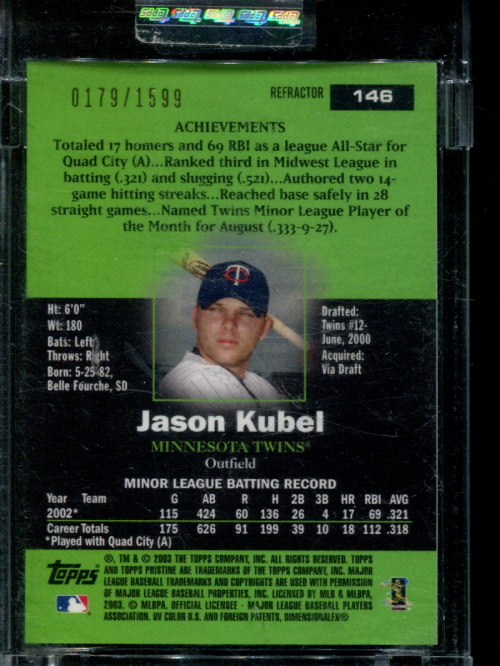 0179/1599 REFRACTOR 146
ACHIEVEMENTS
Totaled 17 homers and 69 RBI as a league All-Star for
Quad City (A)...Ranked third in Midwest League in
batting (.321) and slugging (.521)...Authored two 14-
game hitting streaks...Reached base safely in 28
straight games...Named Twins Minor League Player of
the Month for August (.333-9-27).
Ht: 6'0"
Wt: 180
Bats: Left
Throws: Right
Born: 5-25-82,
Belle Fourche, SD
Drafted:
Twins #12-
June, 2000
Acquired:
Via Draft
Jason Kubel
MINNESOTA TWINS®
Outfield
MINOR LEAGUE BATTING RECORD
Year Team G AB R H 2B 3B HR RBI AVG
2002* 115 424 60 136 26 4 17 69 .321
Career Totals 175 626 91 199 39 10 18 112 .318
*Played with Quad City (A)
Topps
®, TM & © 2003 THE TOPPS COMPANY, INC. ALL RIGHTS RESERVED. TOPPS
AND TOPPS PRISTINE ARE TRADEMARKS OF THE TOPPS COMPANY, INC. MAJOR
LEAGUE BASEBALL TRADEMARKS AND COPYRIGHTS ARE USED WITH PERMISSION
OF MAJOR LEAGUE BASEBALL PROPERTIES, INC. LICENSED BY MLB & MLBPA,
2003. © MLBPA. OFFICIAL LICENSEE - MAJOR LEAGUE BASEBALL PLAYERS
ASSOCIATION. UV COLOR U.S. AND FOREIGN PATENTS, DIMENSIONALEX®